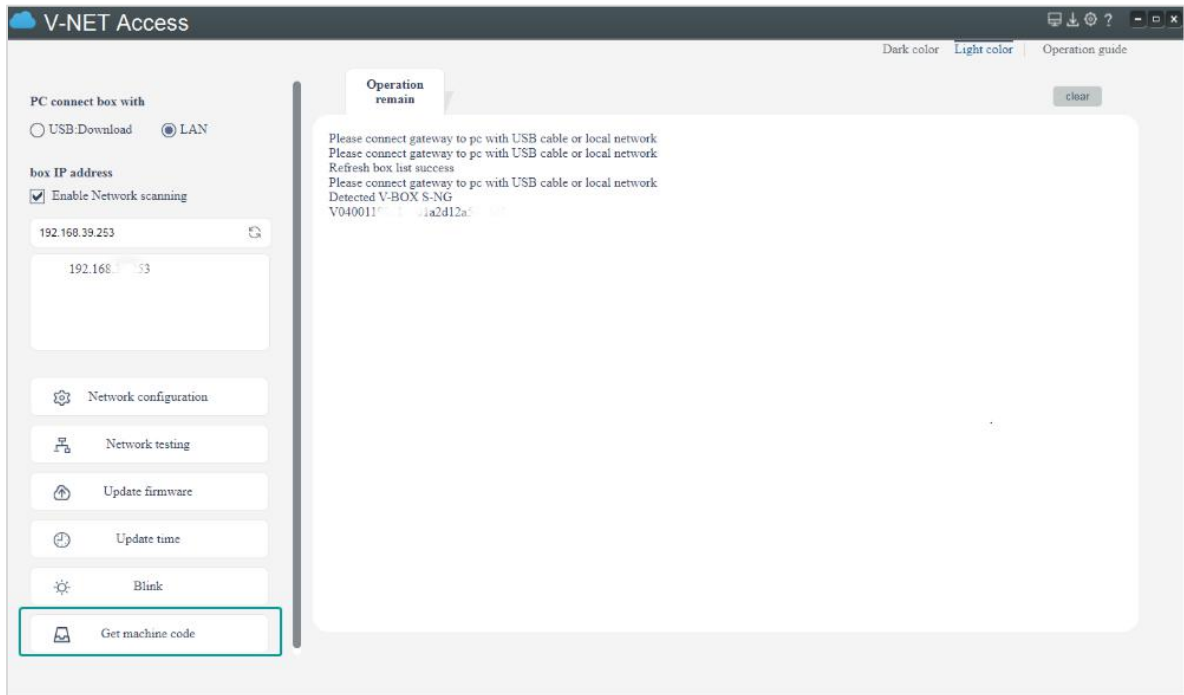 V-NET Access
Dark color Light color Operation guide
PC connect box with
USB:Download LAN
box IP address
Enable Network scanning
192.168.39.253
Network configuration
Network testing
Update firmware
Update time
Blink
Get machine code
Operation
remain
clear
Please connect gateway to pc with USB cable or local network
Please connect gateway to pc with USB cable or local network
Refresh box list success
Please connect gateway to pc with USB cable or local network
Detected V-BOX S-NG